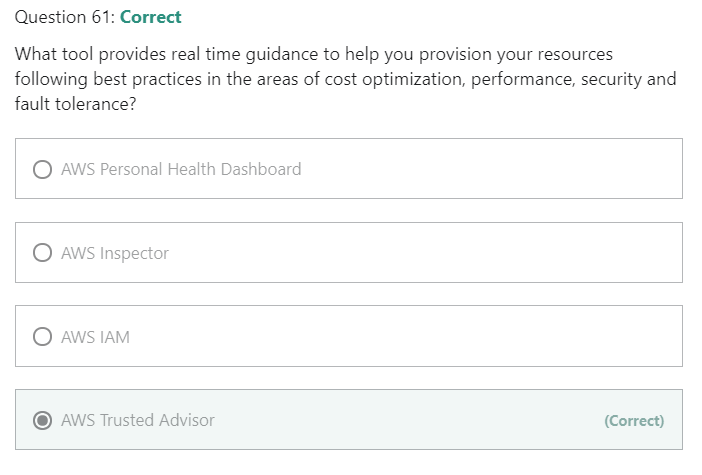 Question 61: Correct
What tool provides real time guidance to help you provision your resources
following best practices in the areas of cost optimization, performance, security and
fault tolerance?
AWS Personal Health Dashboard
AWS Inspector
AWS IAM
AWS Trusted Advisor (Correct)